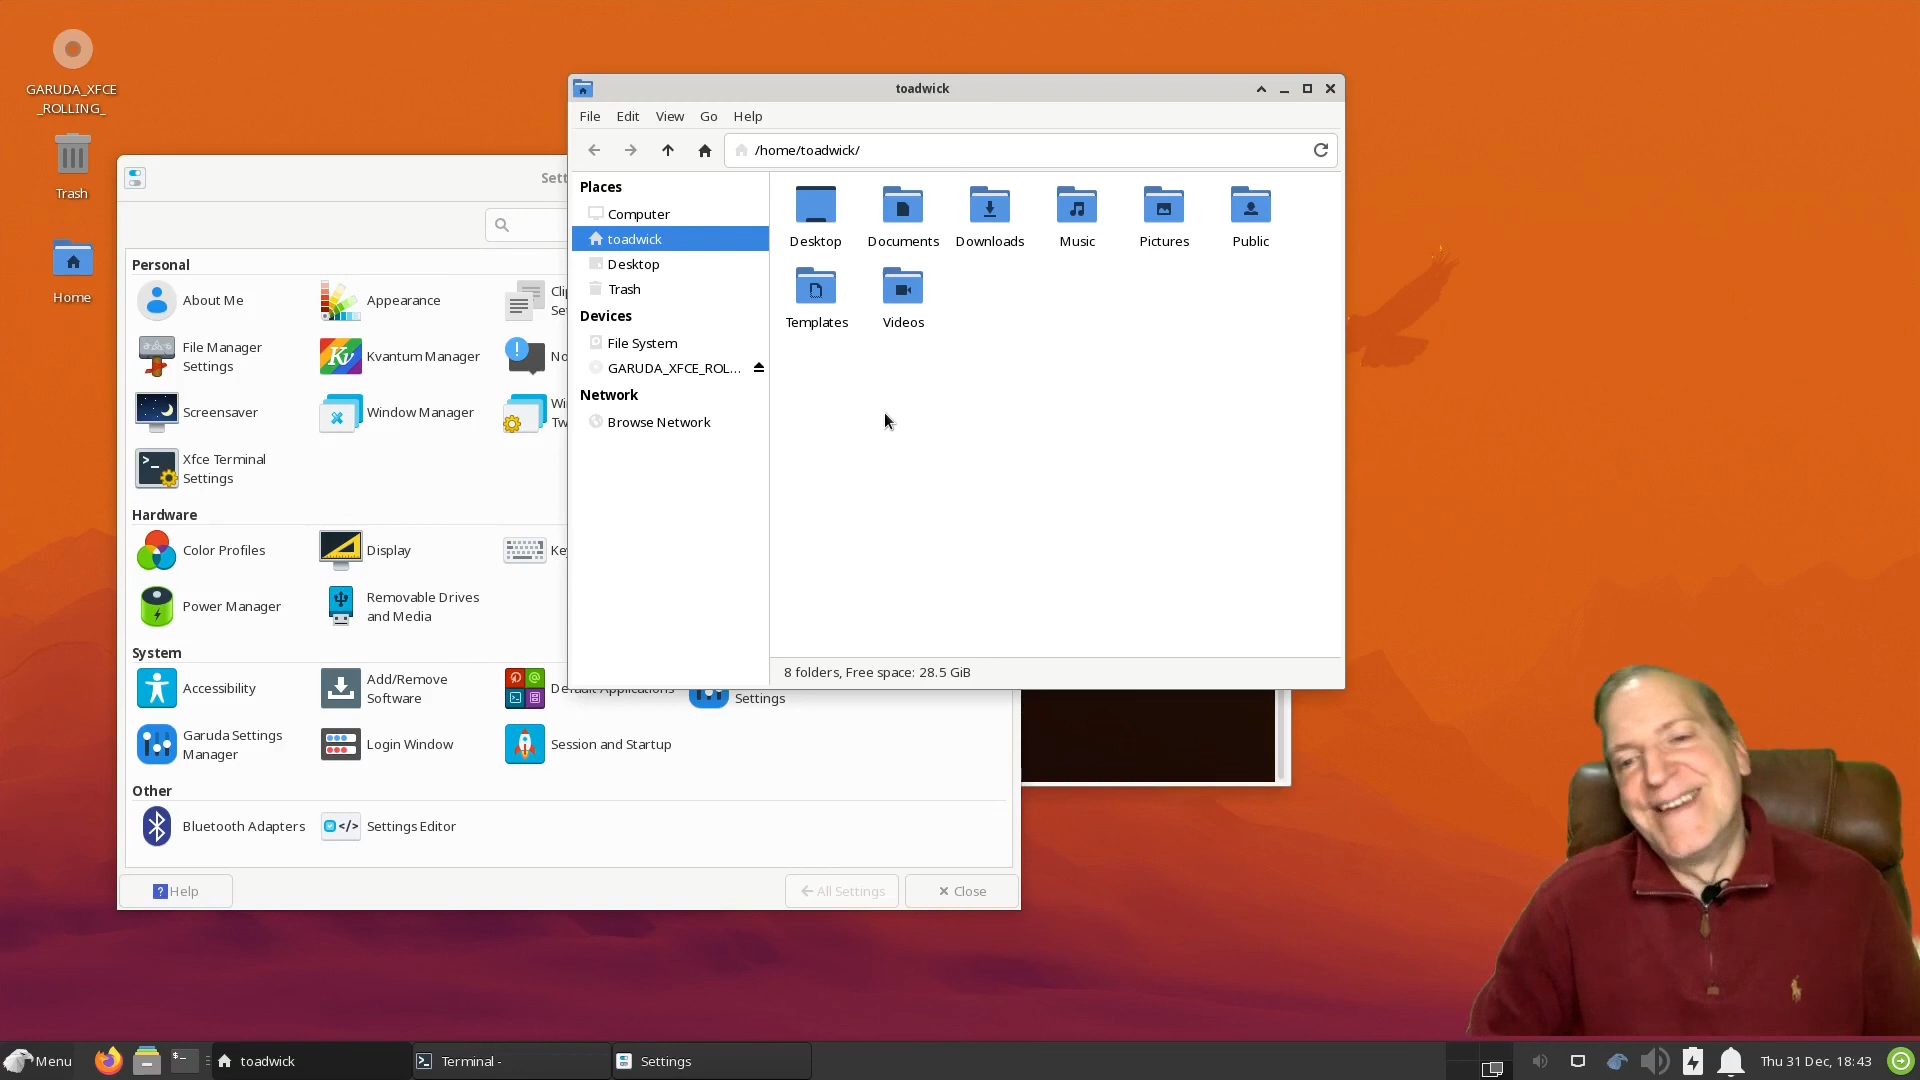 GARUDA_XFCE
_ROLLING_
Trash
Home
toadwick
File Edit View Go Help
/home/toadwick/
Places
Computer
toadwick
Desktop
Trash
Devices
File System
GARUDA_XFCE_ROL...
Network
Browse Network
Desktop Documents Downloads Music Pictures Public
Templates Videos
8 folders, Free space: 28.5 GiB
Sett
Personal
About Me
Appearance
Cli
Se
File Manager
Settings
Kvantum Manager
No
Screensaver
Window Manager
Wi
Tw
Xfce Terminal
Settings
Hardware
Color Profiles
Display
Key
Power Manager
Removable Drives
and Media
System
Accessibility
Add/Remove
Software
Default Applications
Settings
Garuda Settings
Manager
Login Window
Session and Startup
Other
Bluetooth Adapters
Settings Editor
Help
All Settings
Close
Menu
toadwick
Terminal -
Settings
Thu 31 Dec, 18:43